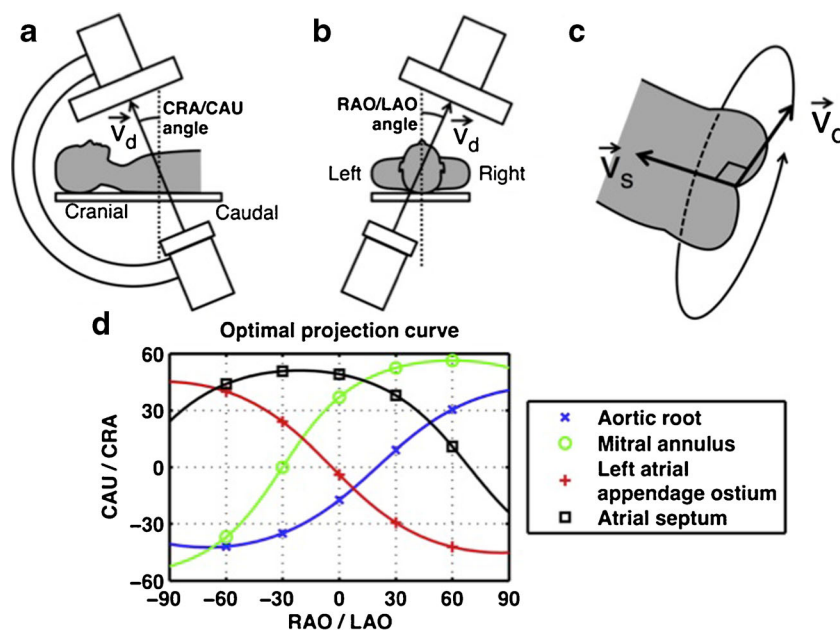 a
CRA/CAU
angle
V d
Cranial
Caudal
b
RAO/LAO
angle
V d
Left
Right
c
V s
V d
d
Optimal projection curve
CAU / CRA
60
30
0
−30
−60
−90
−60
−30
0
30
60
90
RAO / LAO
Aortic root
Mitral annulus
Left atrial
appendage ostium
Atrial septum